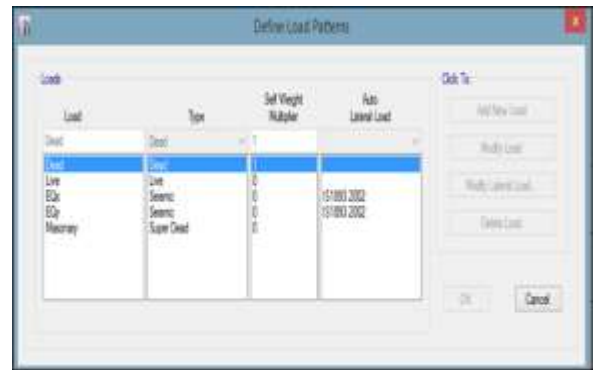 Define Load Patterns
Loads
Click To:
Load Type Self Weight Multiplier Auto Lateral Load
Dead Dead 1
Add New Load
Modify Load
Dead Dead 1
Live Live 0
EQx Seismic 0 IS1893 2002
EQy Seismic 0 IS1893 2002
Masonary Super Dead 0
Modify Lateral Load...
Delete Load
OK Cancel